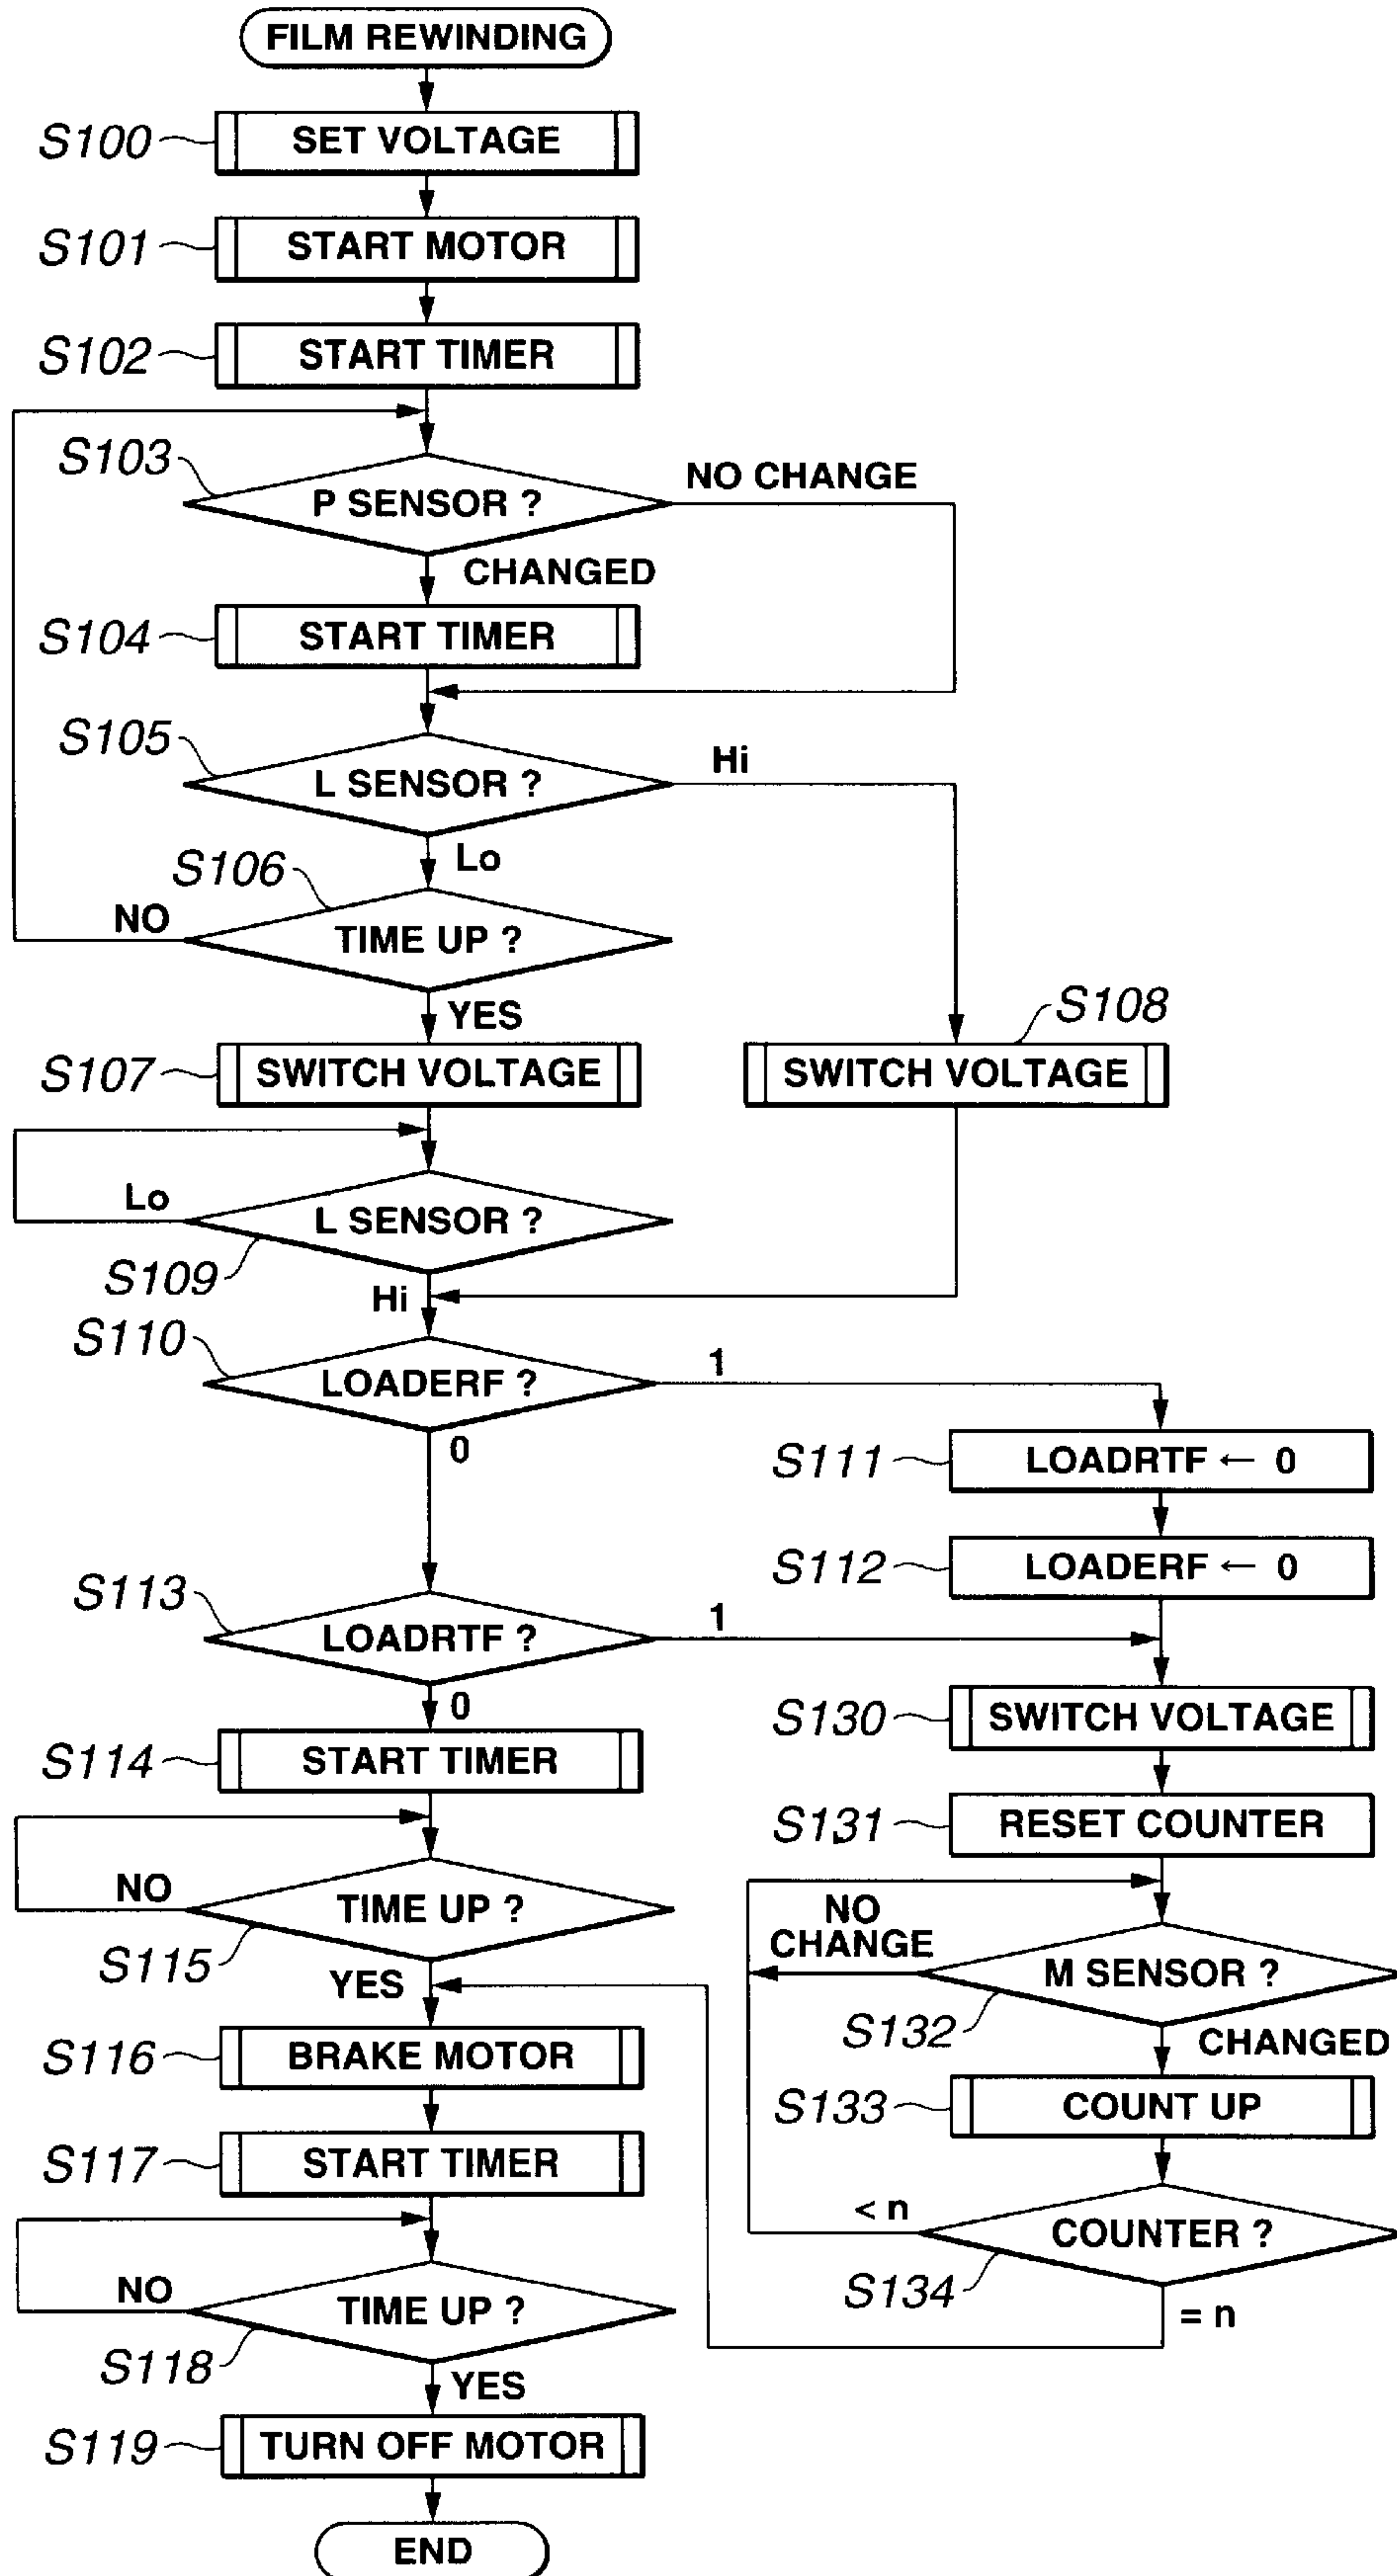 FILM REWINDING
S100
SET VOLTAGE
S101
START MOTOR
S102
START TIMER
S103
P SENSOR ?
NO CHANGE
CHANGED
S104
START TIMER
S105
L SENSOR ?
Hi
Lo
S106
TIME UP ?
NO
YES
S107
SWITCH VOLTAGE
S108
SWITCH VOLTAGE
Lo
L SENSOR ?
S109
Hi
S110
LOADERF ?
1
0
S111
LOADRTF ← 0
S112
LOADERF ← 0
S113
LOADRTF ?
1
0
S114
START TIMER
S130
SWITCH VOLTAGE
S131
RESET COUNTER
NO
TIME UP ?
S115
YES
NO
CHANGE
M SENSOR ?
S132
CHANGED
S116
BRAKE MOTOR
S133
COUNT UP
S117
START TIMER
< n
COUNTER ?
S134
= n
NO
TIME UP ?
S118
YES
S119
TURN OFF MOTOR
END